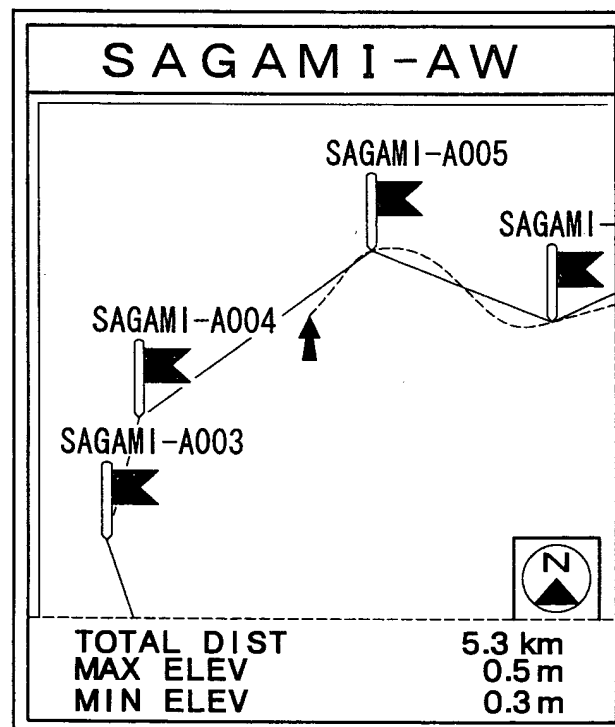 SAGAMI-AW
SAGAMI-A005
SAGAMI-
SAGAMI-A004
SAGAMI-A003
N
TOTAL DIST 5.3 km
MAX ELEV 0.5 m
MIN ELEV 0.3 m